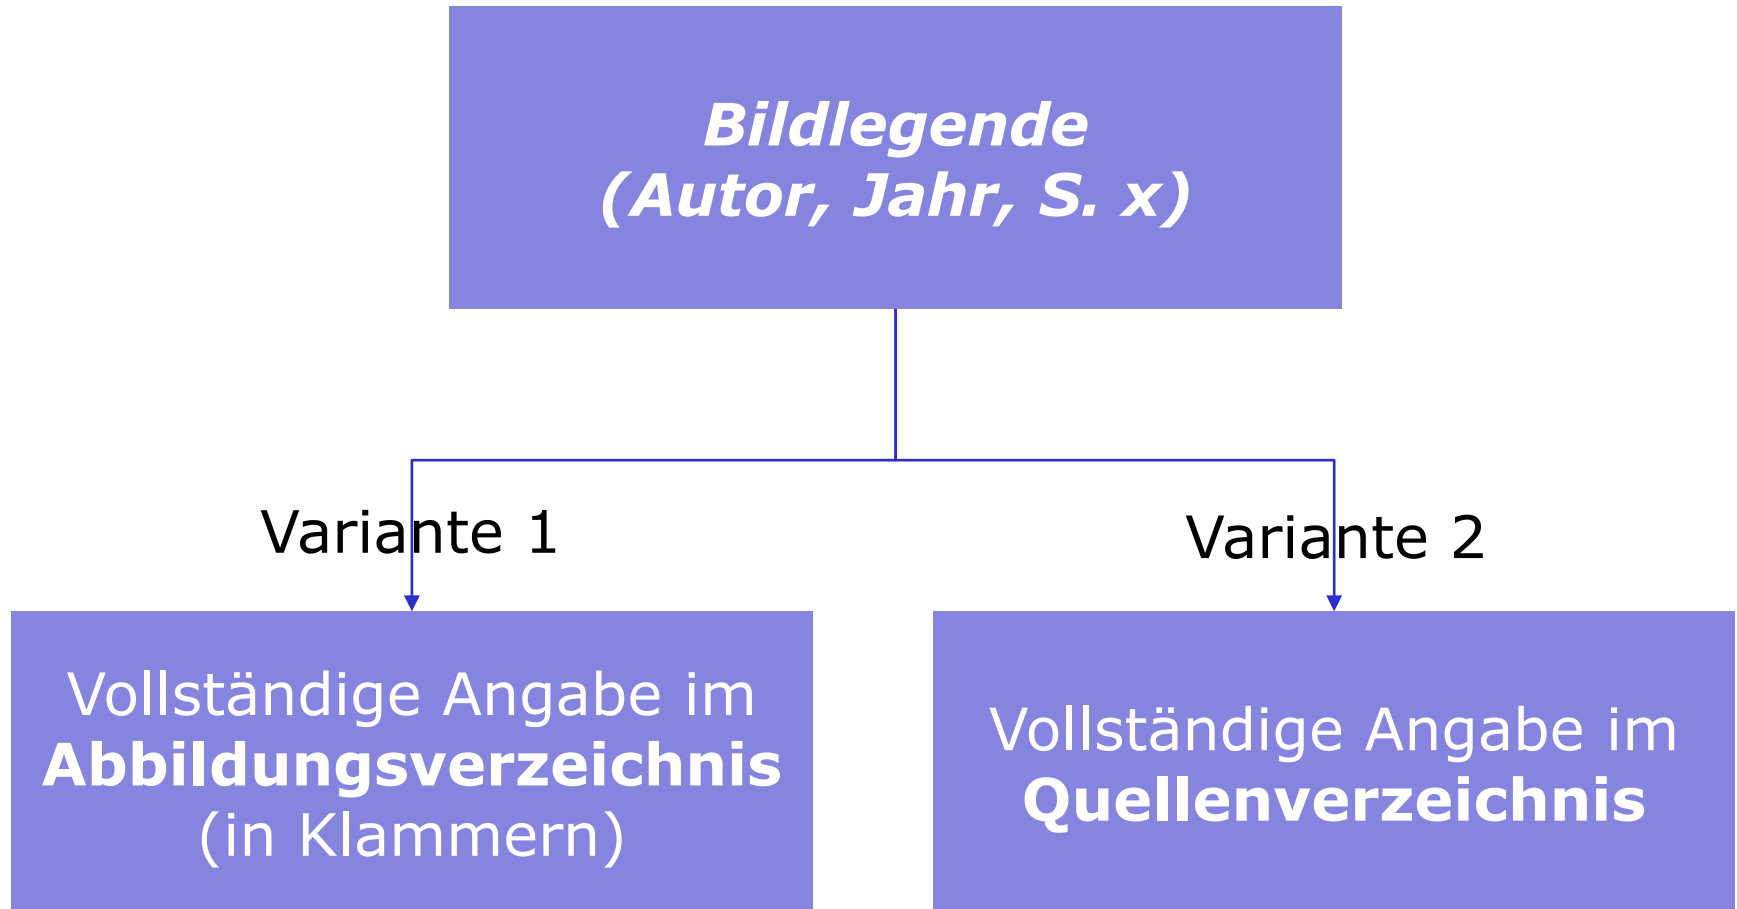 Bildlegende
(Autor, Jahr, S. x)
Variante 1
Variante 2
Vollständige Angabe im
Abbildungsverzeichnis
(in Klammern)
Vollständige Angabe im
Quellenverzeichnis